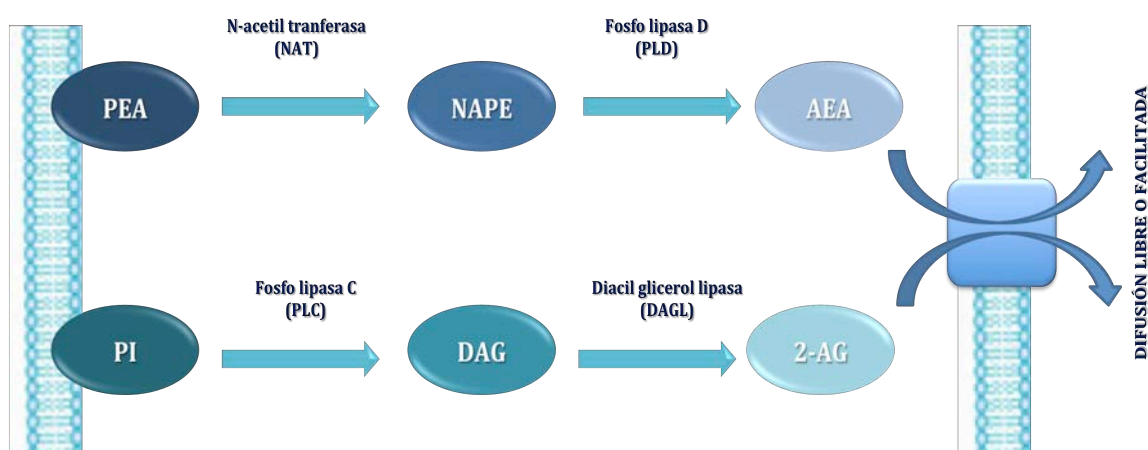 N-acetil tranferasa
(NAT)
Fosfo lipasa D
(PLD)
PEA
NAPE
AEA
Fosfo lipasa C
(PLC)
Diacil glicerol lipasa
(DAGL)
PI
DAG
2-AG
DIFUSIÓN LIBRE O FACILITADA